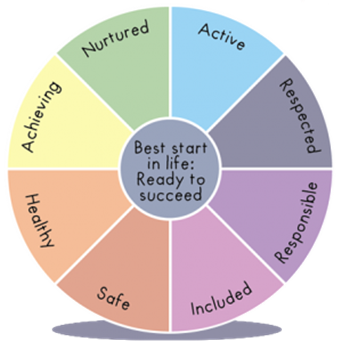 Nurtured
Active
Respected
Responsible
Included
Safe
Healthy
Achieving
Best start
in life:
Ready to
succeed